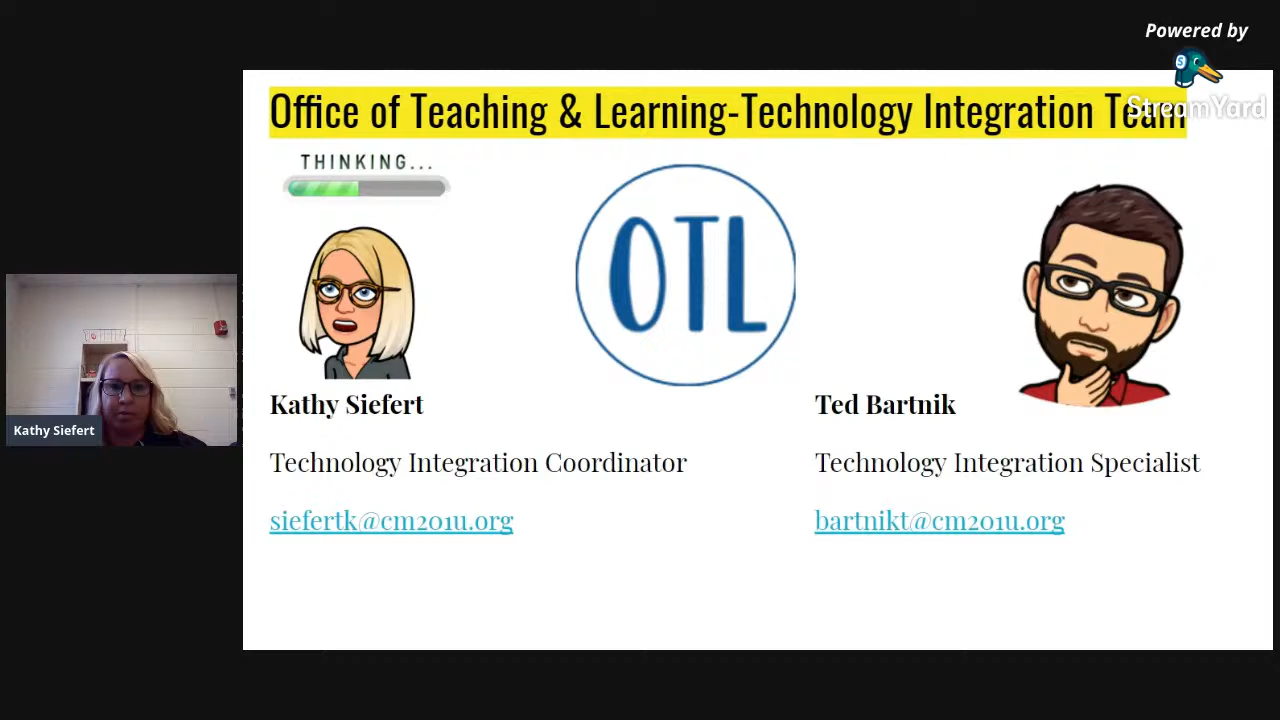 Powered by
StreamYard
Office of Teaching & Learning-Technology Integration Team
THINKING...
OTL
Kathy Siefert
Technology Integration Coordinator
siefertk@cm201u.org
Ted Bartnik
Technology Integration Specialist
bartnikt@cm201u.org
Kathy Siefert